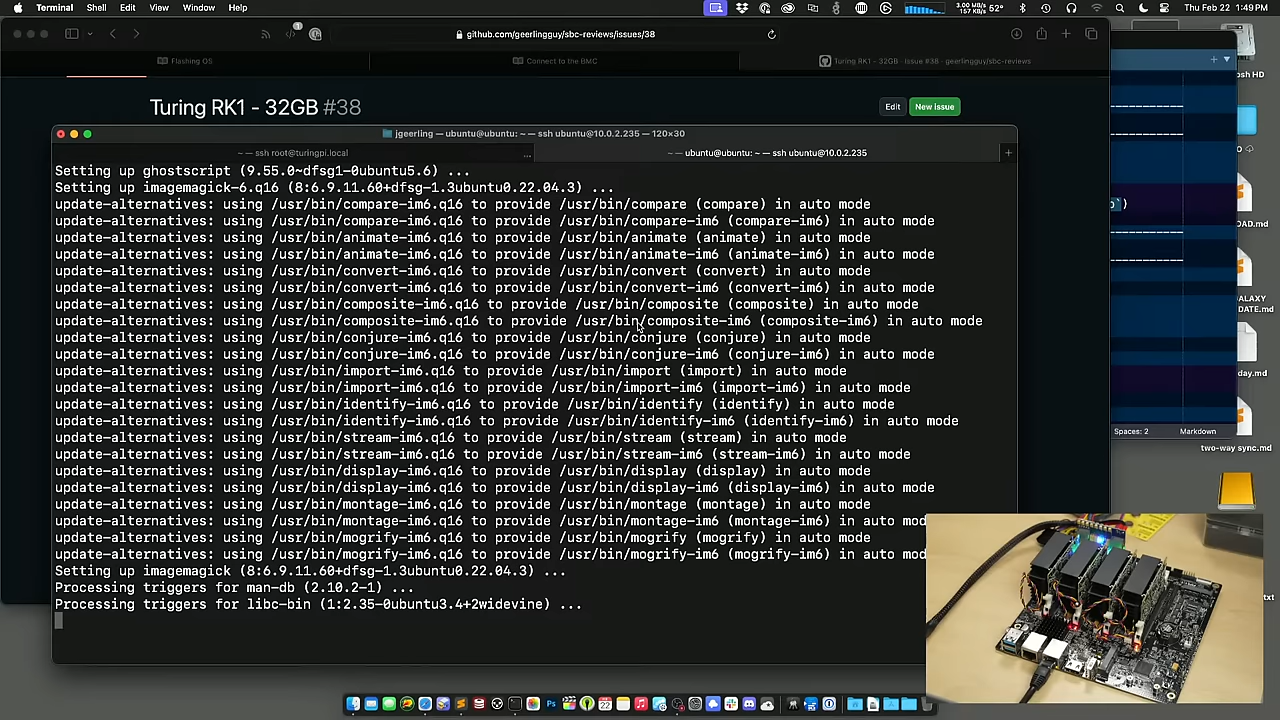 Terminal Shell Edit View Window Help 3.00 MB/s 157 KB/s 52° Thu Feb 22 1:49 PM
github.com/geerlingguy/sbc-reviews/issues/38
Flashing OS Connect to the BMC Turing RK1 - 32GB · Issue #38 · geerlingguy/sbc-reviews
Turing RK1 - 32GB #38 Edit New issue
jgeerling — ubuntu@ubuntu: ~ — ssh ubuntu@10.0.2.235 — 120×30
~ — ssh root@turingpi.local ... ~ — ubuntu@ubuntu: ~ — ssh ubuntu@10.0.2.235
Setting up ghostscript (9.55.0~dfsg1-0ubuntu5.6) ...
Setting up imagemagick-6.q16 (8:6.9.11.60+dfsg-1.3ubuntu0.22.04.3) ...
update-alternatives: using /usr/bin/compare-im6.q16 to provide /usr/bin/compare (compare) in auto mode
update-alternatives: using /usr/bin/compare-im6.q16 to provide /usr/bin/compare-im6 (compare-im6) in auto mode
update-alternatives: using /usr/bin/animate-im6.q16 to provide /usr/bin/animate (animate) in auto mode
update-alternatives: using /usr/bin/animate-im6.q16 to provide /usr/bin/animate-im6 (animate-im6) in auto mode
update-alternatives: using /usr/bin/convert-im6.q16 to provide /usr/bin/convert (convert) in auto mode
update-alternatives: using /usr/bin/convert-im6.q16 to provide /usr/bin/convert-im6 (convert-im6) in auto mode
update-alternatives: using /usr/bin/composite-im6.q16 to provide /usr/bin/composite (composite) in auto mode
update-alternatives: using /usr/bin/composite-im6.q16 to provide /usr/bin/composite-im6 (composite-im6) in auto mode
update-alternatives: using /usr/bin/conjure-im6.q16 to provide /usr/bin/conjure (conjure) in auto mode
update-alternatives: using /usr/bin/conjure-im6.q16 to provide /usr/bin/conjure-im6 (conjure-im6) in auto mode
update-alternatives: using /usr/bin/import-im6.q16 to provide /usr/bin/import (import) in auto mode
update-alternatives: using /usr/bin/import-im6.q16 to provide /usr/bin/import-im6 (import-im6) in auto mode
update-alternatives: using /usr/bin/identify-im6.q16 to provide /usr/bin/identify (identify) in auto mode
update-alternatives: using /usr/bin/identify-im6.q16 to provide /usr/bin/identify-im6 (identify-im6) in auto mode
update-alternatives: using /usr/bin/stream-im6.q16 to provide /usr/bin/stream (stream) in auto mode
update-alternatives: using /usr/bin/stream-im6.q16 to provide /usr/bin/stream-im6 (stream-im6) in auto mode
update-alternatives: using /usr/bin/display-im6.q16 to provide /usr/bin/display (display) in auto mode
update-alternatives: using /usr/bin/display-im6.q16 to provide /usr/bin/display-im6 (display-im6) in auto mode
update-alternatives: using /usr/bin/montage-im6.q16 to provide /usr/bin/montage (montage) in auto mode
update-alternatives: using /usr/bin/montage-im6.q16 to provide /usr/bin/montage-im6 (montage-im6) in auto mod
update-alternatives: using /usr/bin/mogrify-im6.q16 to provide /usr/bin/mogrify (mogrify) in auto mode
update-alternatives: using /usr/bin/mogrify-im6.q16 to provide /usr/bin/mogrify-im6 (mogrify-im6) in auto mod
Setting up imagemagick (8:6.9.11.60+dfsg-1.3ubuntu0.22.04.3) ...
Processing triggers for man-db (2.10.2-1) ...
Processing triggers for libc-bin (1:2.35-0ubuntu3.4+2widevine) ...
osh HD
OAD.md
ALAXY
DATE.md
day.md
two-way sync.md
txt
Spaces: 2 Markdown